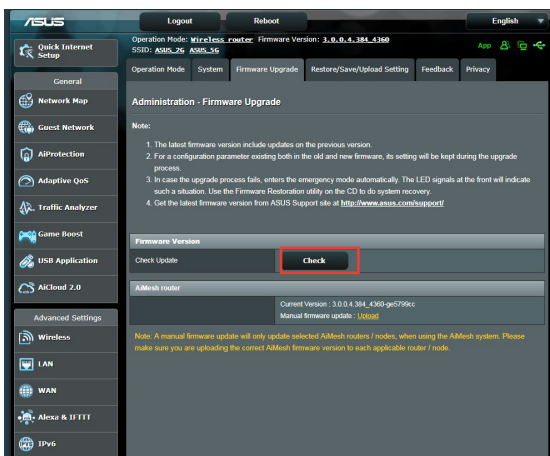 ASUS
Logout
Reboot
English
Operation Mode: Wireless router Firmware Version: 3.0.0.4.384_4360
SSID: ASUS_2G ASUS_5G
App
Quick Internet
Setup
Operation Mode
System
Firmware Upgrade
Restore/Save/Upload Setting
Feedback
Privacy
General
Network Map
Guest Network
AiProtection
Adaptive QoS
Traffic Analyzer
Game Boost
USB Application
AiCloud 2.0
Advanced Settings
Wireless
LAN
WAN
Alexa & IFTTT
IPv6
Administration - Firmware Upgrade
Note:
1. The latest firmware version include updates on the previous version.
2. For a configuration parameter existing both in the old and new firmware, its setting will be kept during the upgrade
process.
3. In case the upgrade process fails, enters the emergency mode automatically. The LED signals at the front will indicate
such a situation. Use the Firmware Restoration utility on the CD to do system recovery.
4. Get the latest firmware version from ASUS Support site at http://www.asus.com/support/
Firmware Version
Check Update
Check
AiMesh router
Current Version : 3.0.0.4.384_4360-ge5799cc
Manual firmware update : Upload
Note: A manual firmware update will only update selected AiMesh routers / nodes, when using the AiMesh system. Please
make sure you are uploading the correct AiMesh firmware version to each applicable router / node.